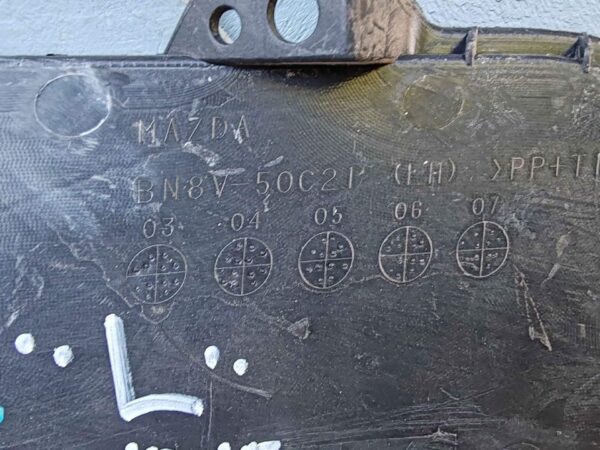 MAZDA
BN8V-50C21 (LH) >PP+T
03 04 05 06 07
L